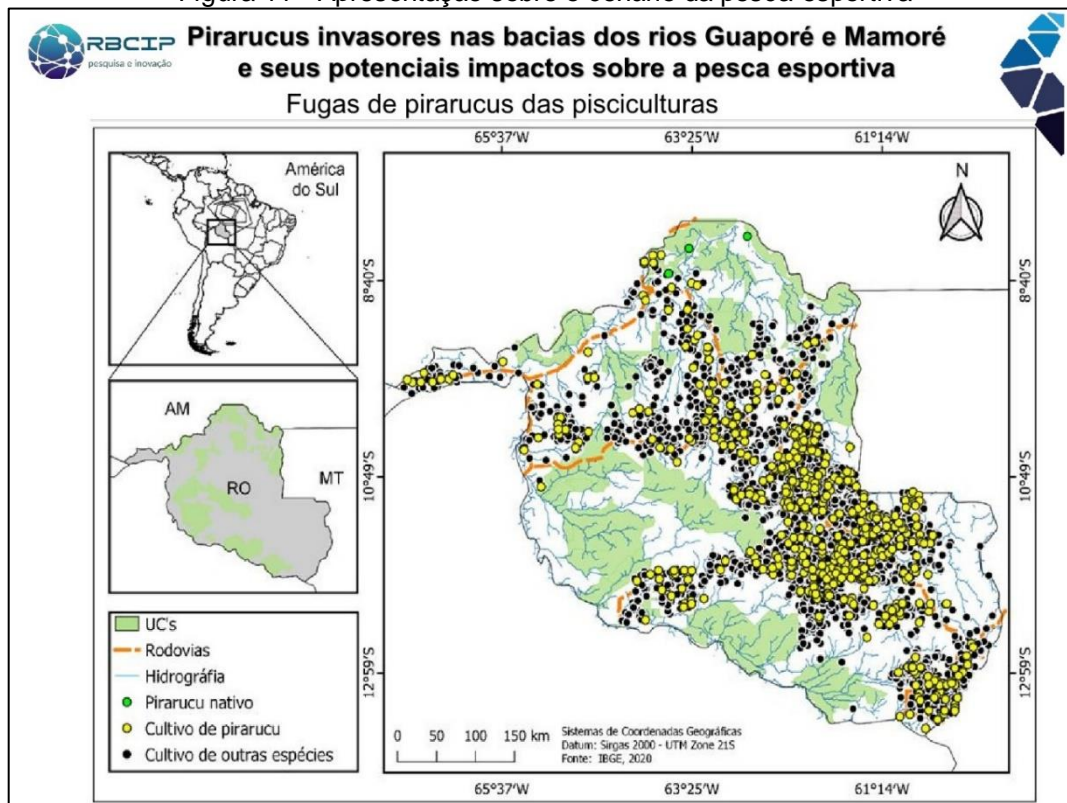 RBCIP
pesquisa e inovação
Pirarucus invasores nas bacias dos rios Guaporé e Mamoré
e seus potenciais impactos sobre a pesca esportiva
Fugas de pirarucus das pisciculturas
65°37'W 63°25'W 61°14'W
América
do Sul
N
8°40'S 8°40'S
AM
RO
MT
10°49'S 10°49'S
12°59'S 12°59'S
UC's
Rodovias
Hidrográfia
Pirarucu nativo
Cultivo de pirarucu
Cultivo de outras espécies
0 50 100 150 km
Sistemas de Coordenadas Geográficas
Datum: Sirgas 2000 - UTM Zone 21S
Fonte: IBGE, 2020
65°37'W 63°25'W 61°14'W